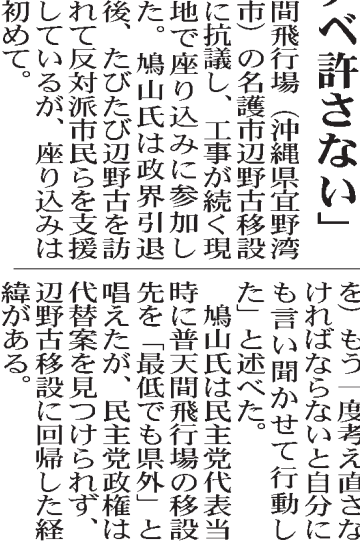 べ許さない」
間飛行場（沖縄県宜野湾
市）の名護市辺野古移設
に抗議し、工事が続く現
地で座り込みに参加し
た。鳩山氏は政界引退
後、たびたび辺野古を訪
れて反対派市民らを支援
しているが、座り込みは
初めて。
を）もう一度考え直さな
ければならないと自分に
も言い聞かせて行動し
た」と述べた。
鳩山氏は民主党代表当
時に普天間飛行場の移設
先を「最低でも県外」と
唱えたが、民主党政権は
代替案を見つけられず、
辺野古移設に回帰した経
緯がある。